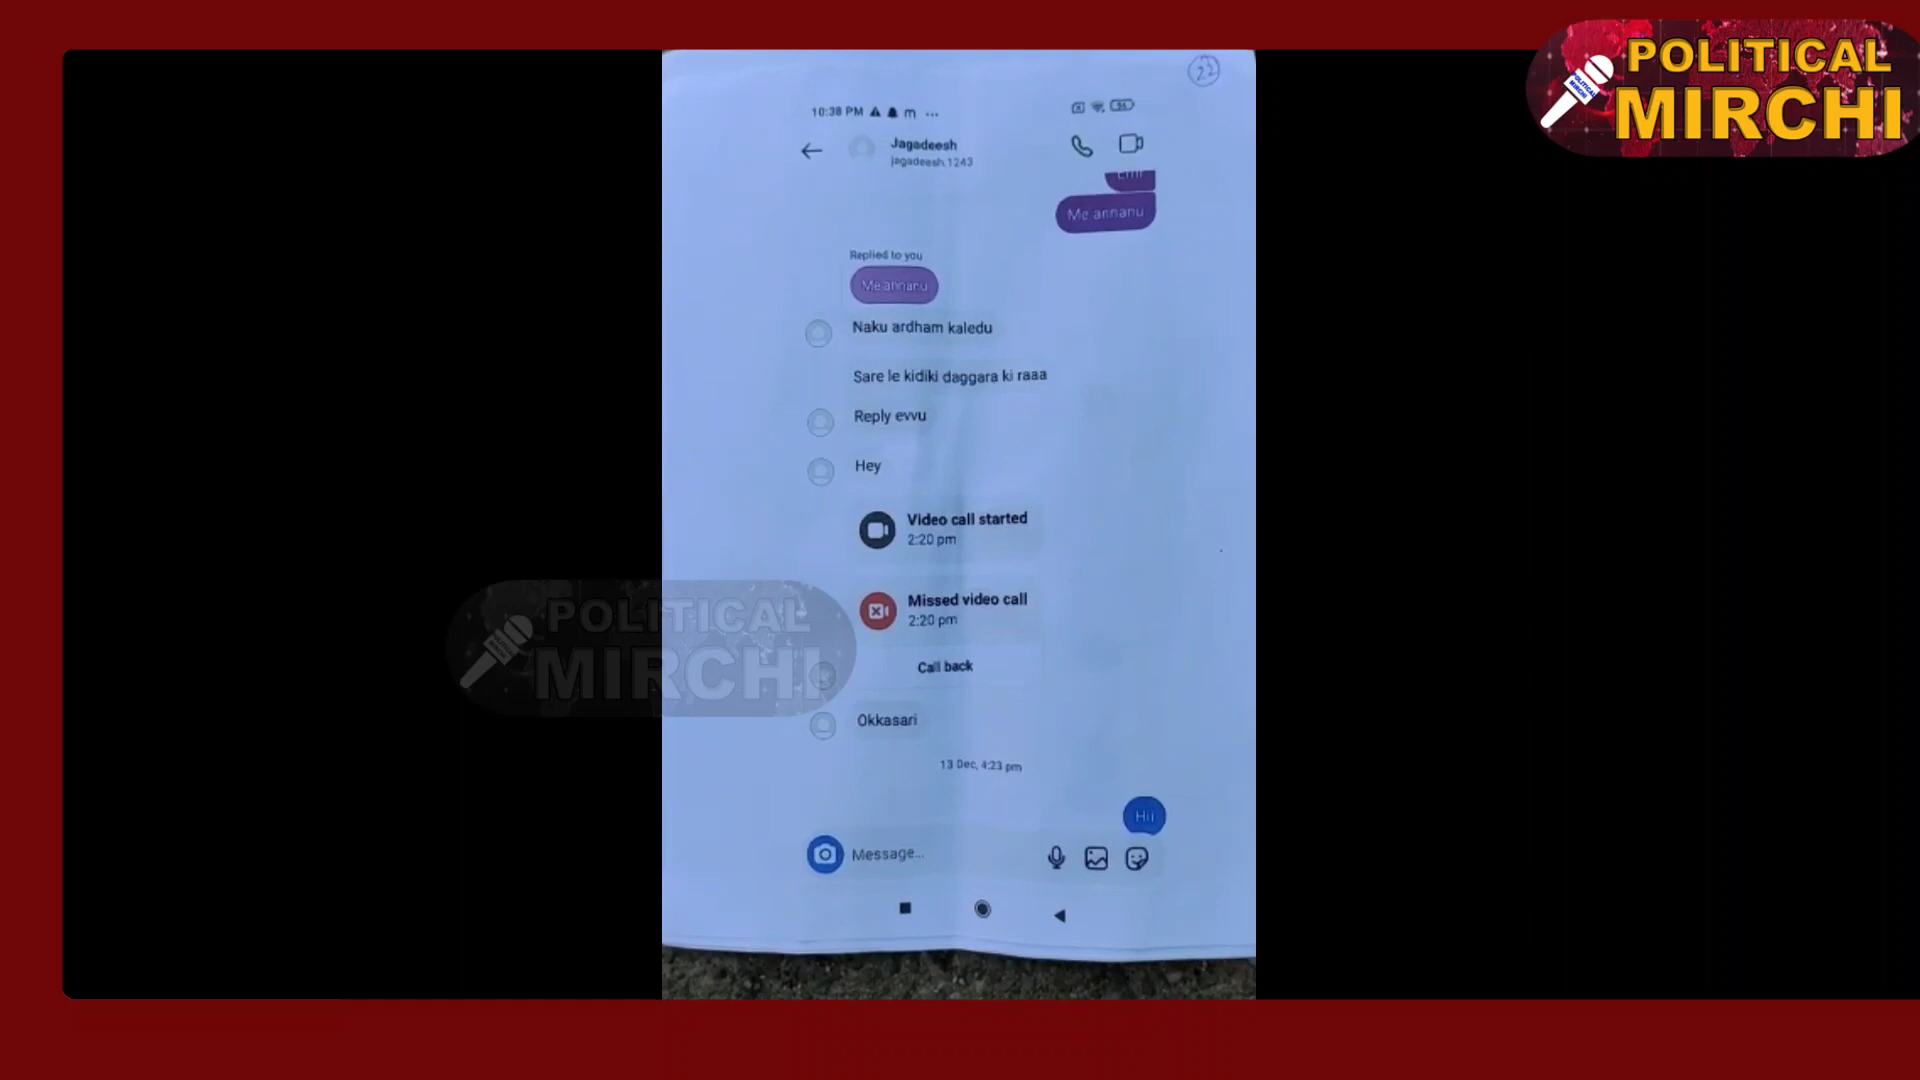 POLITICAL
MIRCHI
22
10:38 PM
Jagadeesh
jagadeesh.1243
Me annanu
Replied to you
Me annanu
Naku ardham kaledu
Sare le kidiki daggara ki raaa
Reply evvu
Hey
Video call started
2:20 pm
Missed video call
2:20 pm
POLITICAL
MIRCHI
Call back
Okkasari
13 Dec, 4:23 pm
Hii
Message...